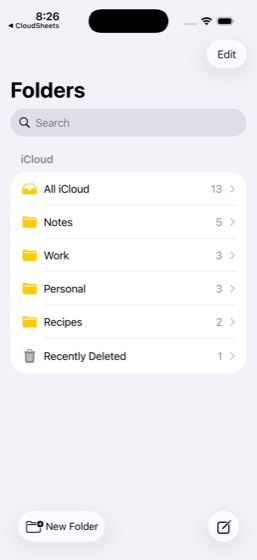 8:26
◀ CloudSheets
Edit
Folders
Search
iCloud
All iCloud 13
Notes 5
Work 3
Personal 3
Recipes 2
Recently Deleted 1
New Folder